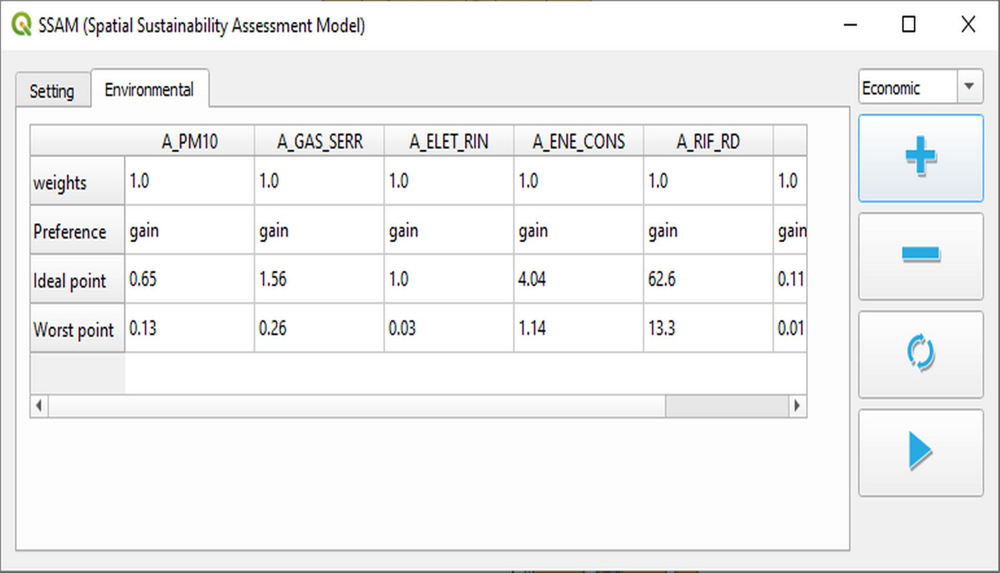 SSAM (Spatial Sustainability Assessment Model)
Setting Environmental Economic
A_PM10 A_GAS_SERR A_ELET_RIN A_ENE_CONS A_RIF_RD
weights 1.0 1.0 1.0 1.0 1.0 1.0
Preference gain gain gain gain gain gain
Ideal point 0.65 1.56 1.0 4.04 62.6 0.11
Worst point 0.13 0.26 0.03 1.14 13.3 0.01